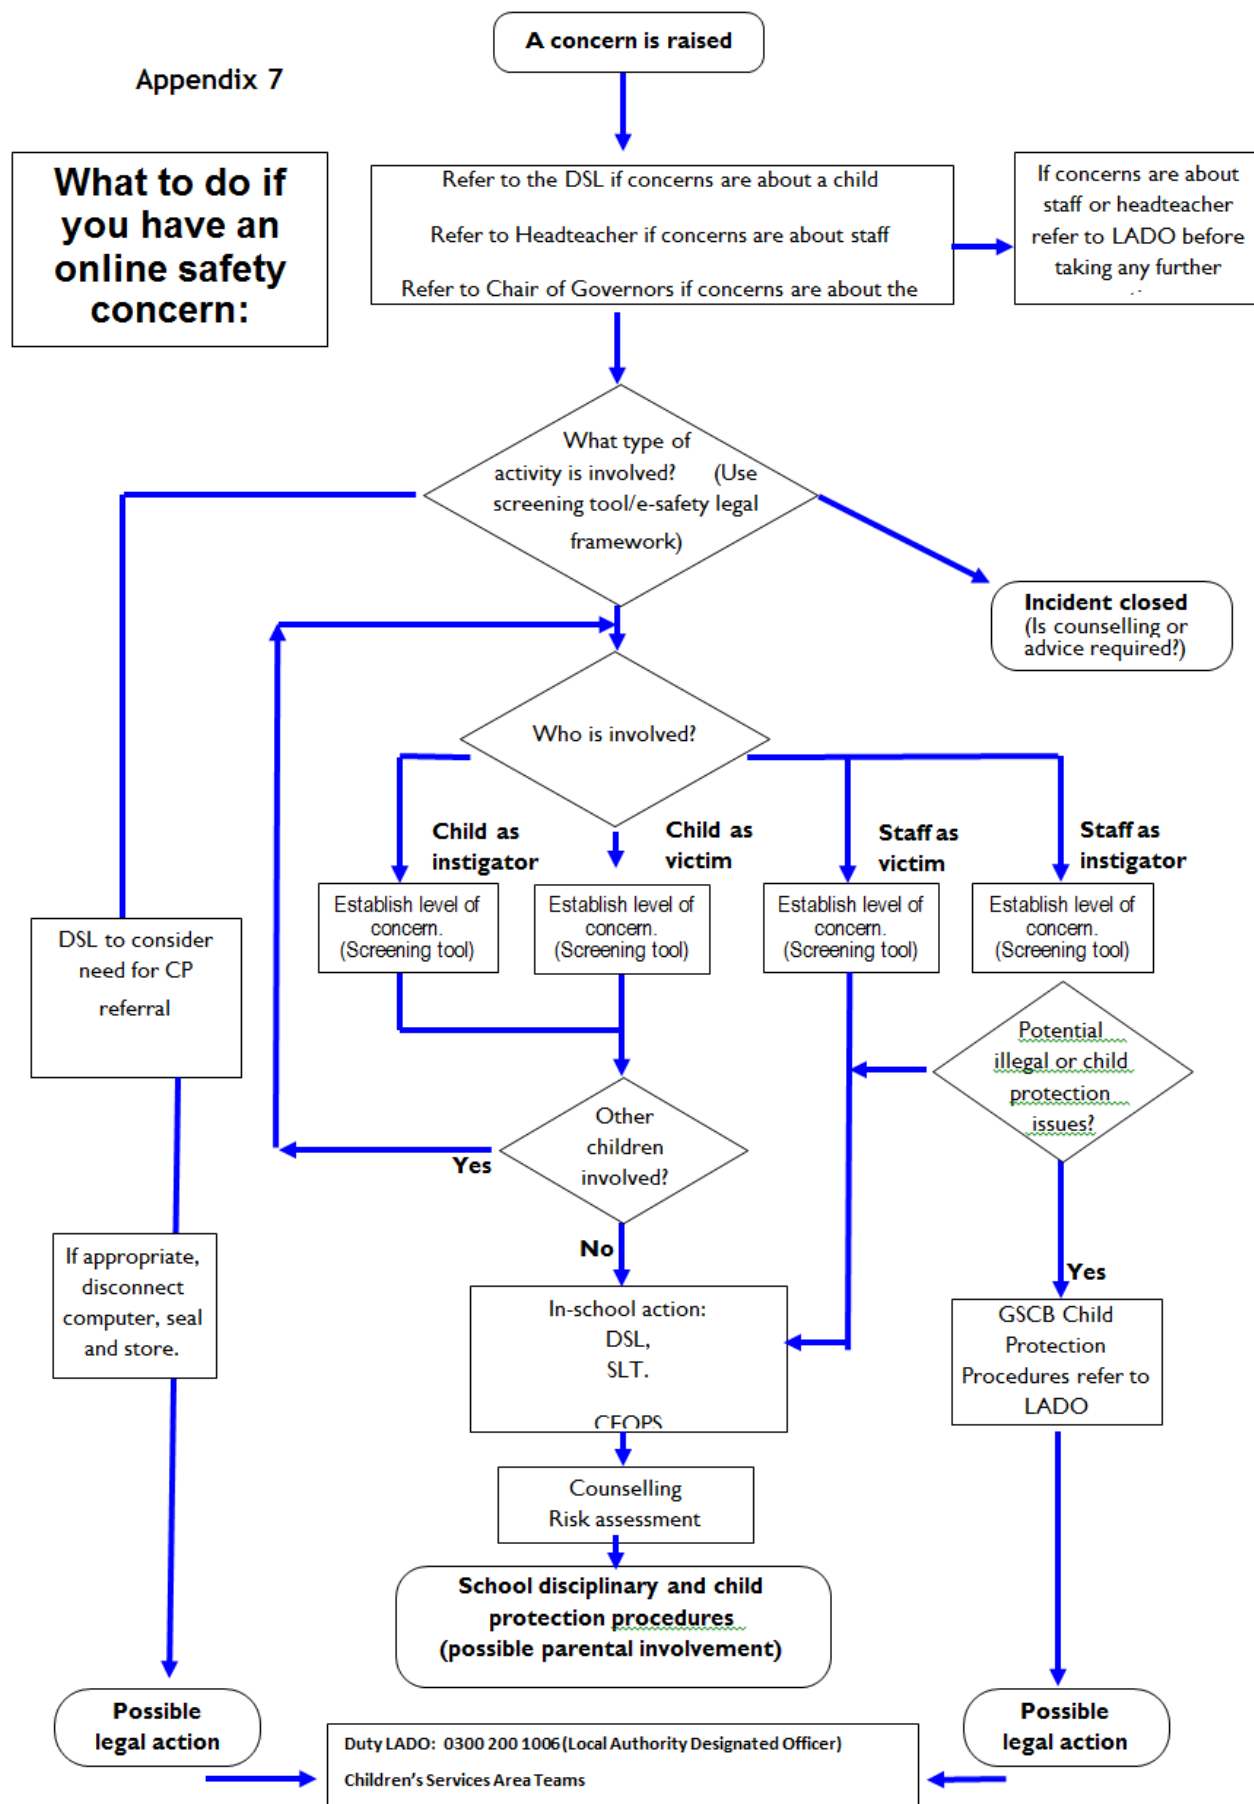 A concern is raised
Appendix 7
What to do if
you have an
online safety
concern:
Refer to the DSL if concerns are about a child
Refer to Headteacher if concerns are about staff
Refer to Chair of Governors if concerns are about the
If concerns are about
staff or headteacher
refer to LADO before
taking any further
What type of
activity is involved? (Use
screening tool/e-safety legal
framework)
Incident closed
(Is counselling or
advice required?)
Who is involved?
Child as
instigator
Child as
victim
Staff as
victim
Staff as
instigator
Establish level of
concern.
(Screening tool)
Establish level of
concern.
(Screening tool)
Establish level of
concern.
(Screening tool)
Establish level of
concern.
(Screening tool)
DSL to consider
need for CP
referral
Potential
illegal or child
protection
issues?
Other
children
involved?
Yes
No
Yes
If appropriate,
disconnect
computer, seal
and store.
In-school action:
DSL,
SLT.
CEOPS
GSCB Child
Protection
Procedures refer to
LADO
Counselling
Risk assessment
School disciplinary and child
protection procedures
(possible parental involvement)
Possible
legal action
Possible
legal action
Duty LADO: 0300 200 1006 (Local Authority Designated Officer)
Children's Services Area Teams